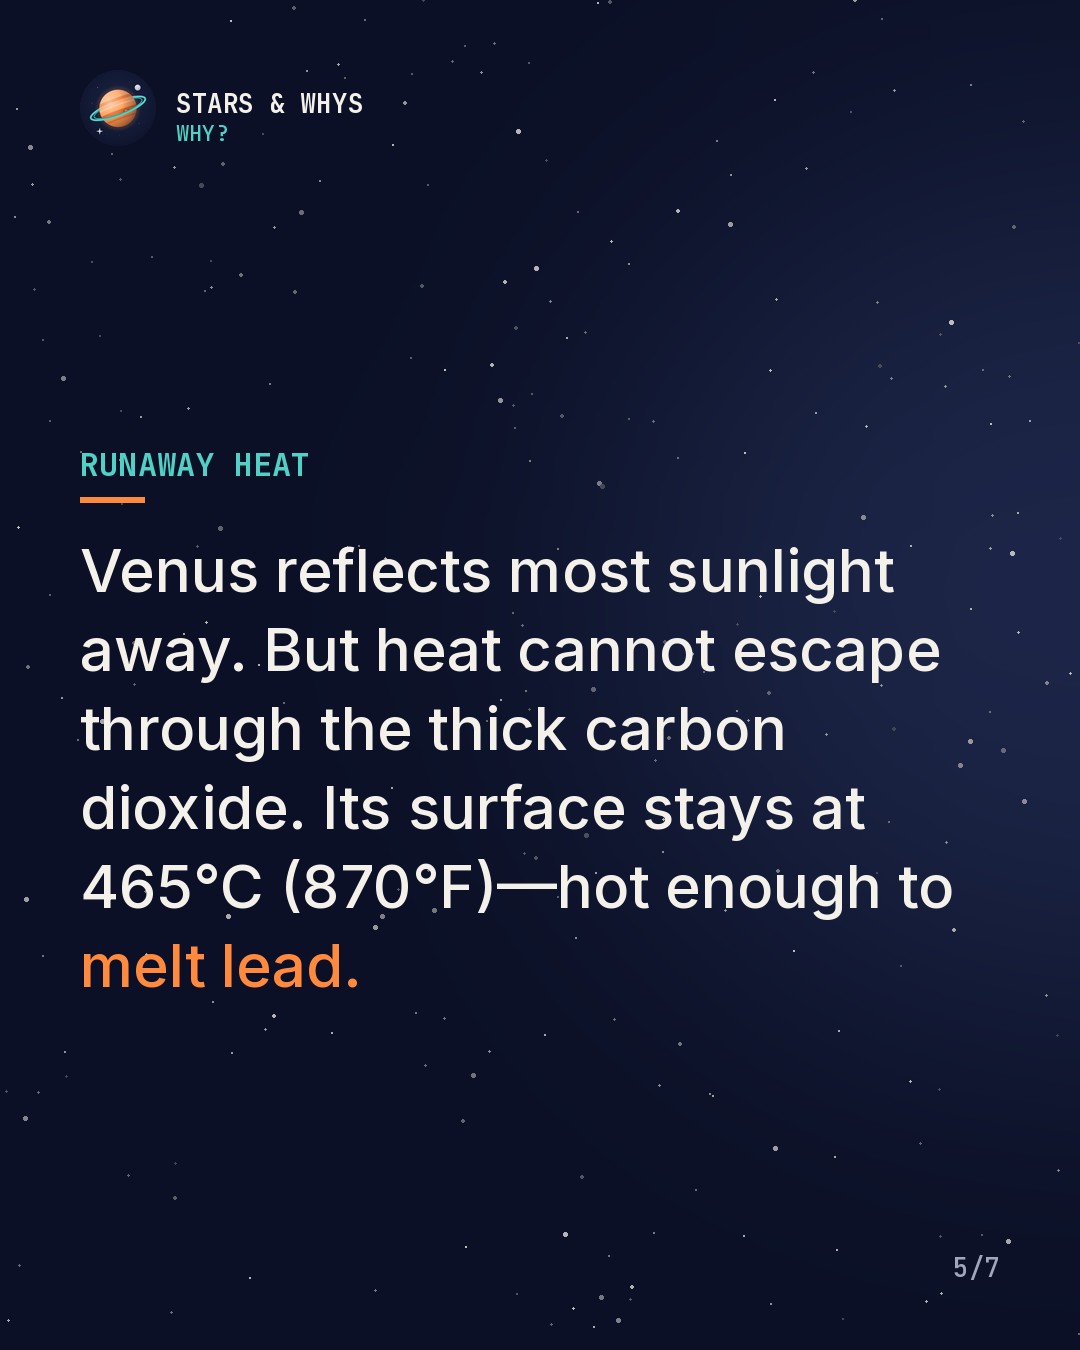 STARS & WHYS
WHY?
RUNAWAY HEAT
Venus reflects most sunlight
away. But heat cannot escape
through the thick carbon
dioxide. Its surface stays at
465°C (870°F)—hot enough to
melt lead.
5/7